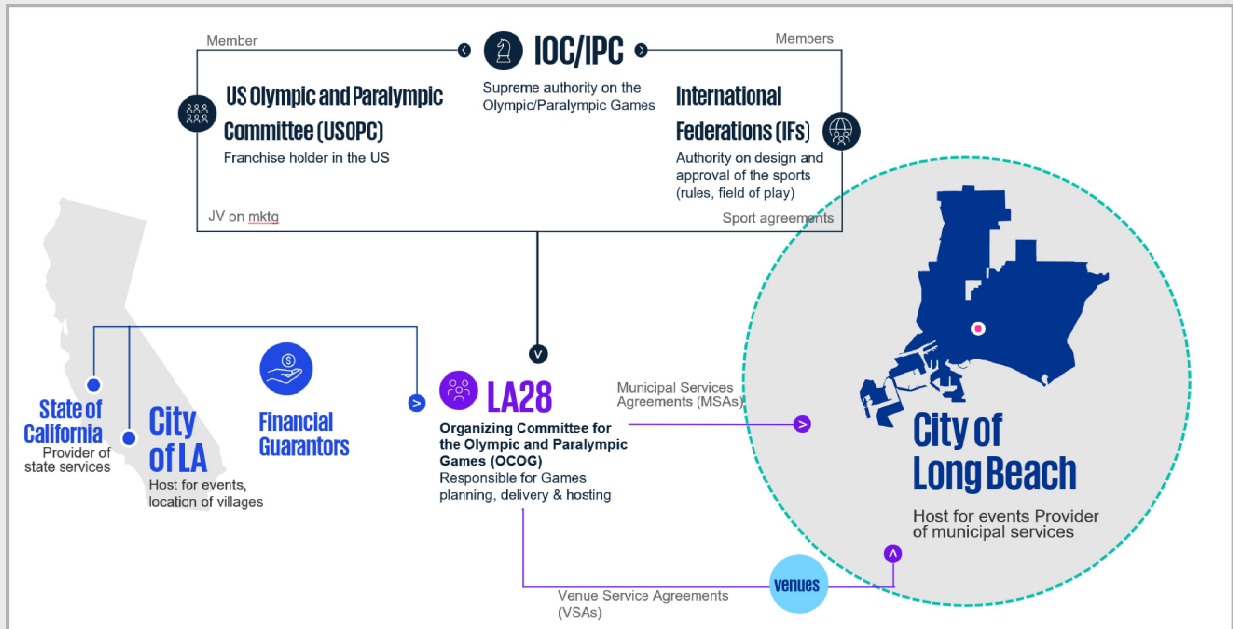 Member
IOC/IPC
Members
Supreme authority on the
Olympic/Paralympic Games
US Olympic and Paralympic
Committee (USOPC)
Franchise holder in the US
International
Federations (IFs)
Authority on design and
approval of the sports
(rules, field of play)
JV on mktg
Sport agreements
State of
California
Provider of
state services
City
of LA
Host for events,
location of villages
Financial
Guarantors
LA28
Organizing Committee for
the Olympic and Paralympic
Games (OCOG)
Responsible for Games
planning, delivery & hosting
Municipal Services
Agreements (MSAs)
City of
Long Beach
Host for events Provider
of municipal services
venues
Venue Service Agreements
(VSAs)